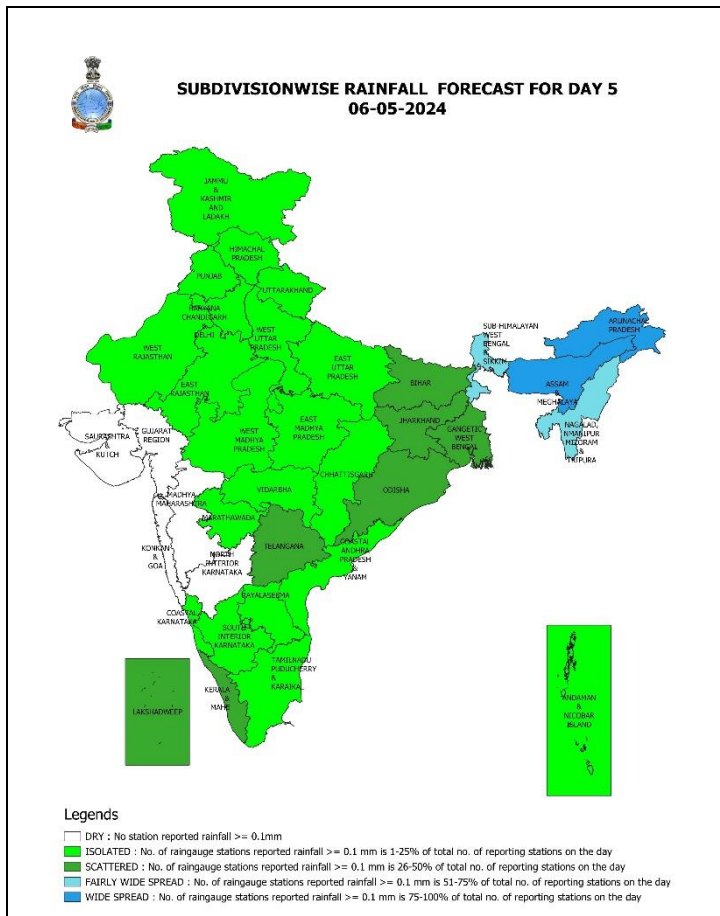 SUBDIVISIONWISE RAINFALL FORECAST FOR DAY 5
06-05-2024
JAMMU
&
KASHMIR
AND
LADAKH
HIMACHAL
PRADESH
PUNJAB
UTTARAKHAND
HARYANA
CHANDIGARH
&
DELHI
WEST
UTTAR
PRADESH
WEST
RAJASTHAN
EAST
UTTAR
PRADESH
EAST
RAJASTHAN
SUB HIMALAYAN
WEST
BENGAL
&
SIKKIM
ARUNACHAL
PRADESH
ASSAM
&
MEGHALAYA
NAGALAD,
NMANIPUR
MIZORAM
&
TRIPURA
BIHAR
JHARKHAND
GANGETIC
WEST
BENGAL
SAURASHTRA
&
KUTCH
GUJARAT
REGION
WEST
MADHYA
PRADESH
EAST
MADHYA
PRADESH
CHHATTISGARH
ODISHA
VIDARBHA
MADHYA
MAHARASHTRA
MARATHAWADA
KONKAN
&
GOA
NORTH
INTERIOR
KARNATAKA
TELANGANA
COASTAL
ANDHRA
PRADESH
&
YANAM
RAYALASEEMA
COASTAL
KARNATAKA
SOUTH
INTERIOR
KARNATAKA
TAMILNADU
PUDUCHERRY
&
KARAIKAL
KERALA
&
MAHE
LAKSHADWEEP
ANDAMAN
&
NICOBAR
ISLAND
Legends
DRY : No station reported rainfall >= 0.1mm
ISOLATED : No. of raingauge stations reported rainfall >= 0.1 mm is 1-25% of total no. of reporting stations on the day
SCATTERED : No. of raingauge stations reported rainfall >= 0.1 mm is 26-50% of total no. of reporting stations on the day
FAIRLY WIDE SPREAD : No. of raingauge stations reported rainfall >= 0.1 mm is 51-75% of total no. of reporting stations on the day
WIDE SPREAD : No. of raingauge stations reported rainfall >= 0.1 mm is 75-100% of total no. of reporting stations on the day